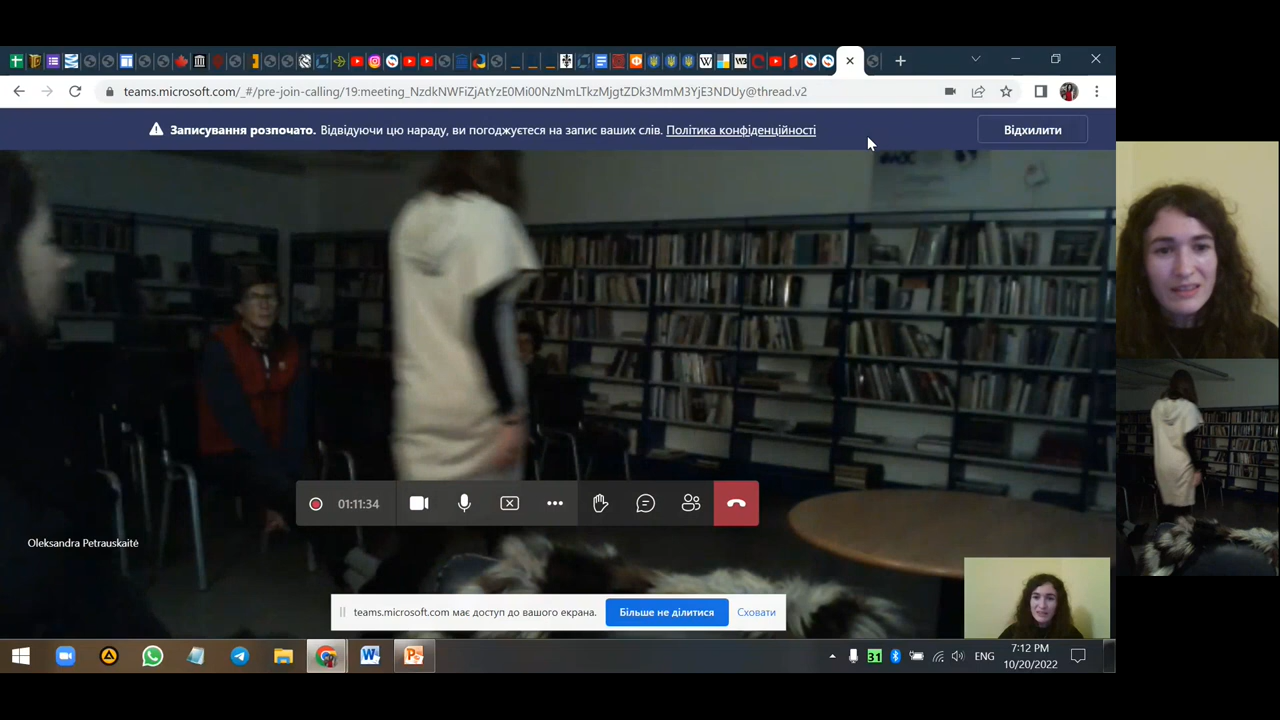 teams.microsoft.com/_#/pre-join-calling/19:meeting_NzdkNWFiZjAtYzE0Mi00NzNmLTkzMjgtZDk3MmM3YjE3NDUy@thread.v2
Записування розпочато. Відвідуючи цю нараду, ви погоджуєтеся на запис ваших слів. Політика конфіденційності
Відхилити
01:11:34
Oleksandra Petrauskaitė
teams.microsoft.com має доступ до вашого екрана.
Більше не ділитися
Сховати
31
ENG
7:12 PM
10/20/2022